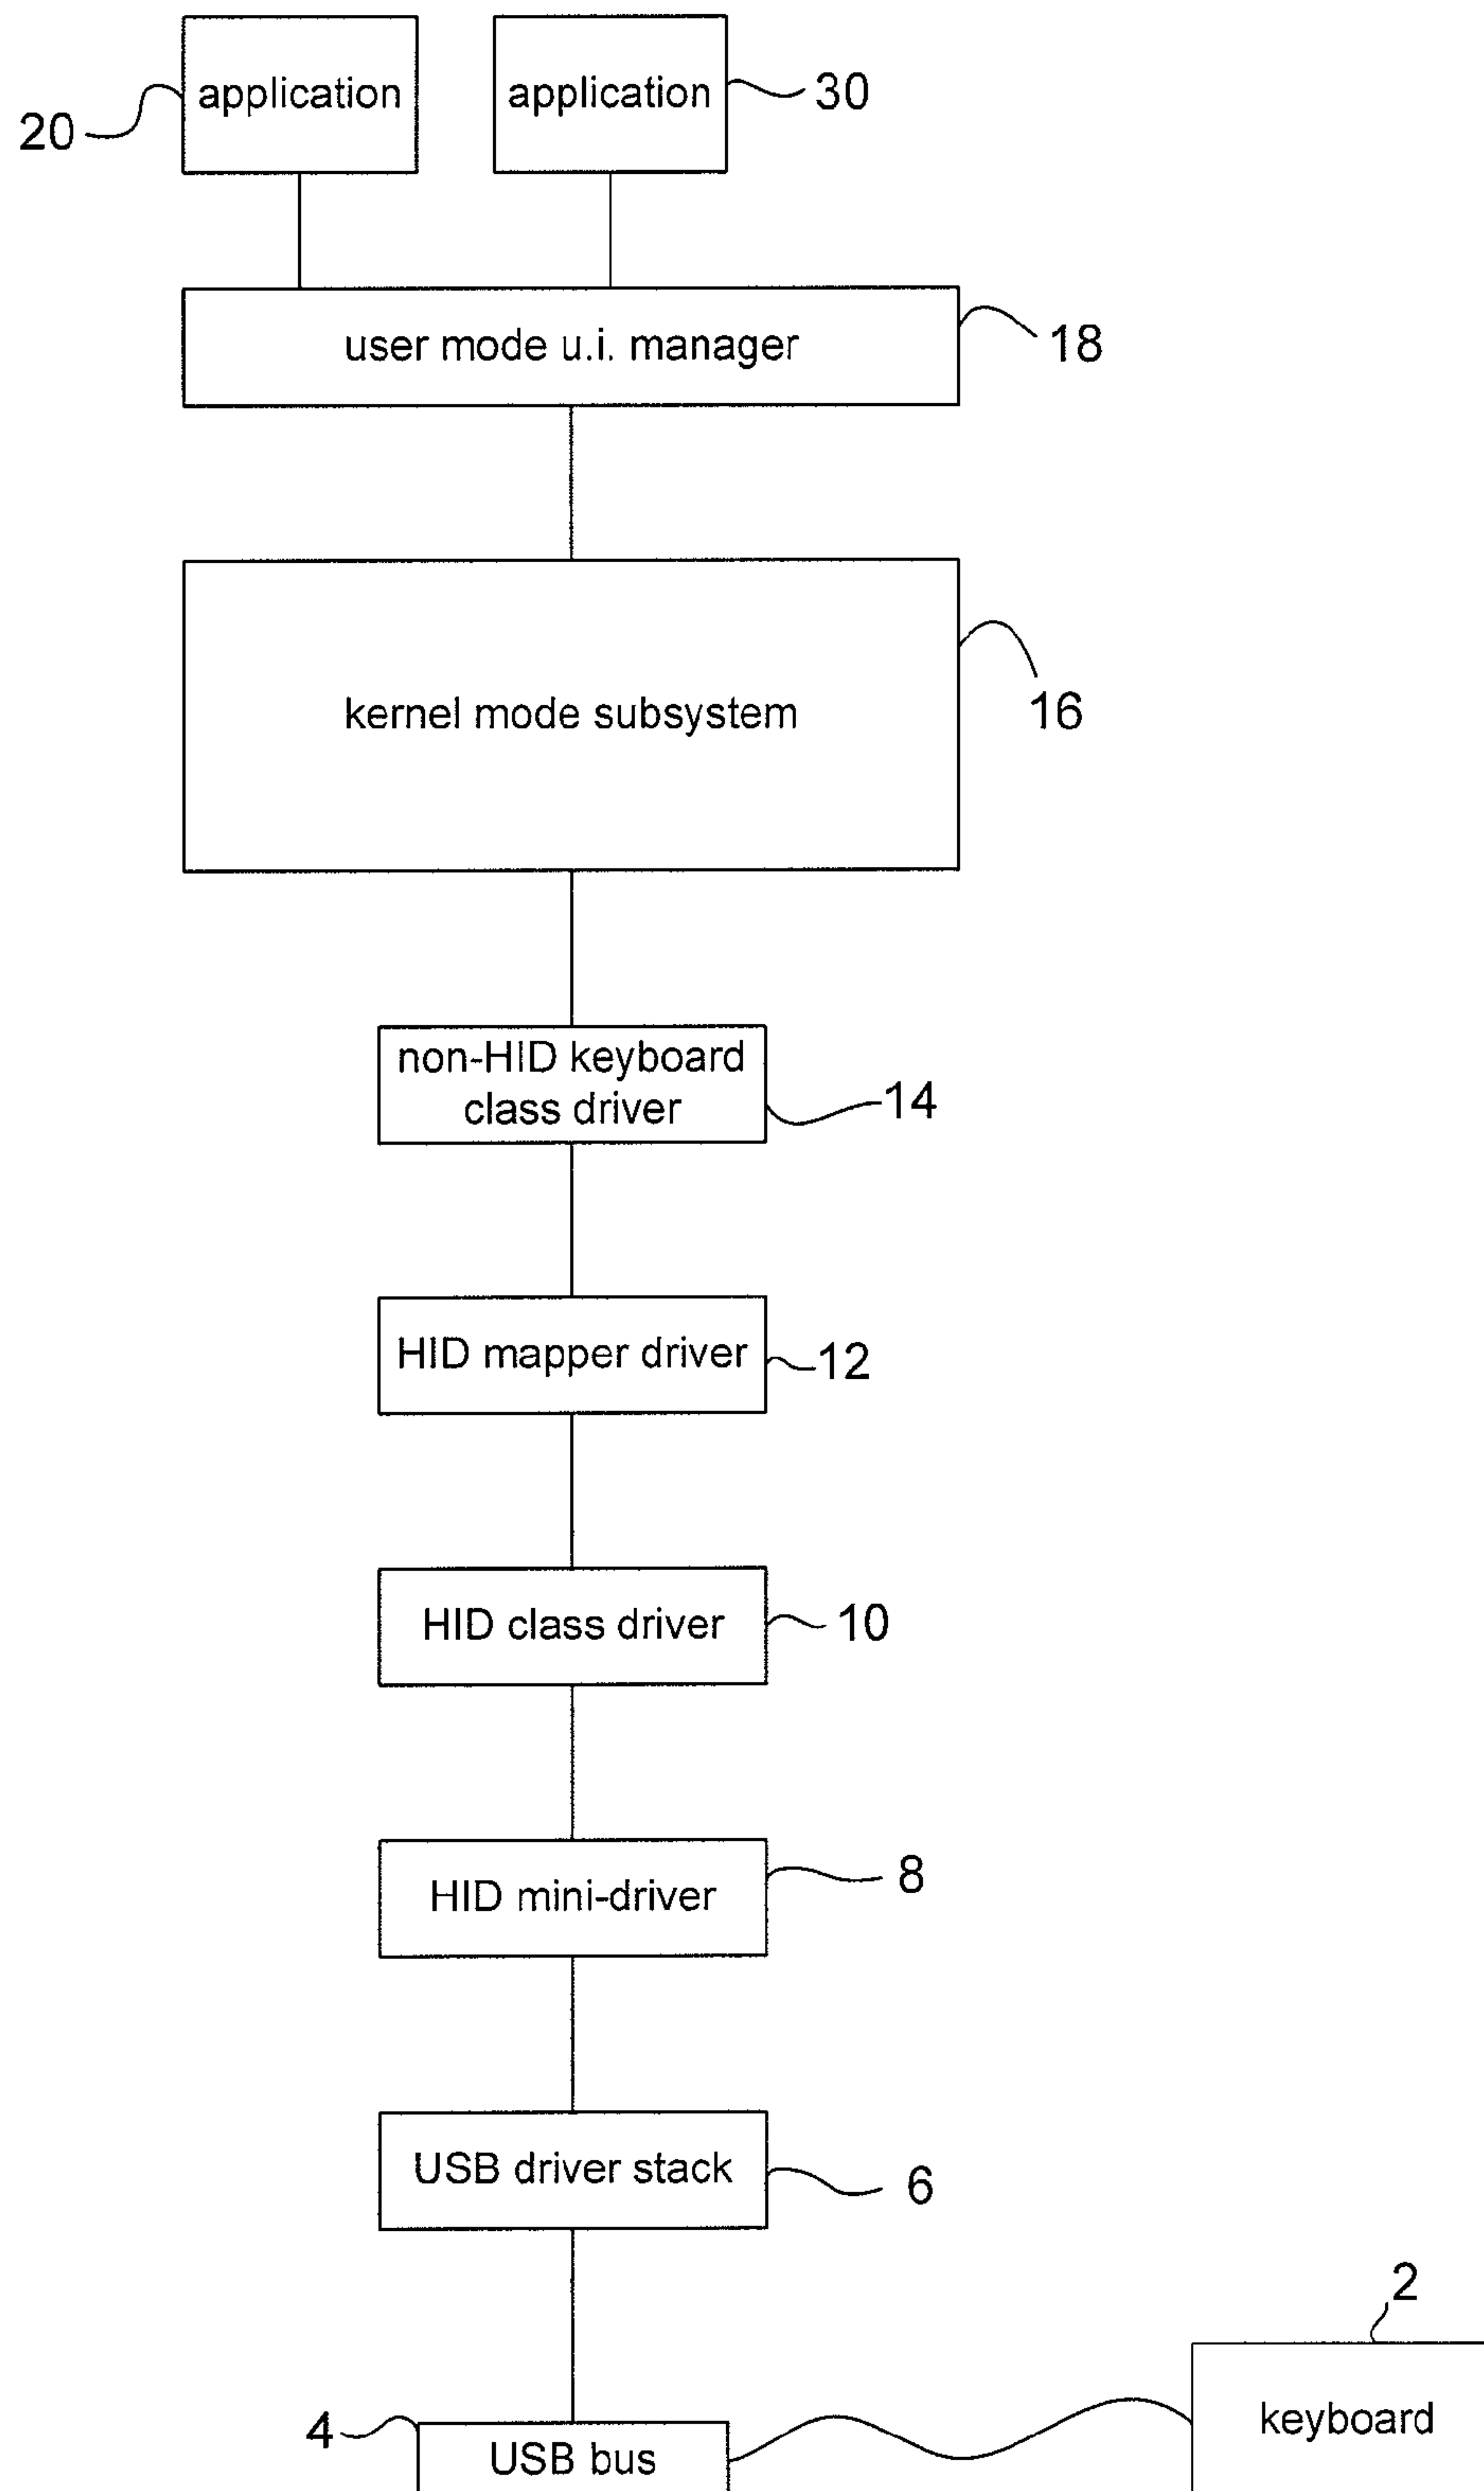 application
application
30
20
user mode u.i. manager
18
kernel mode subsystem
16
non-HID keyboard
class driver
14
HID mapper driver
12
HID class driver
10
HID mini-driver
8
USB driver stack
6
2
keyboard
4
USB bus